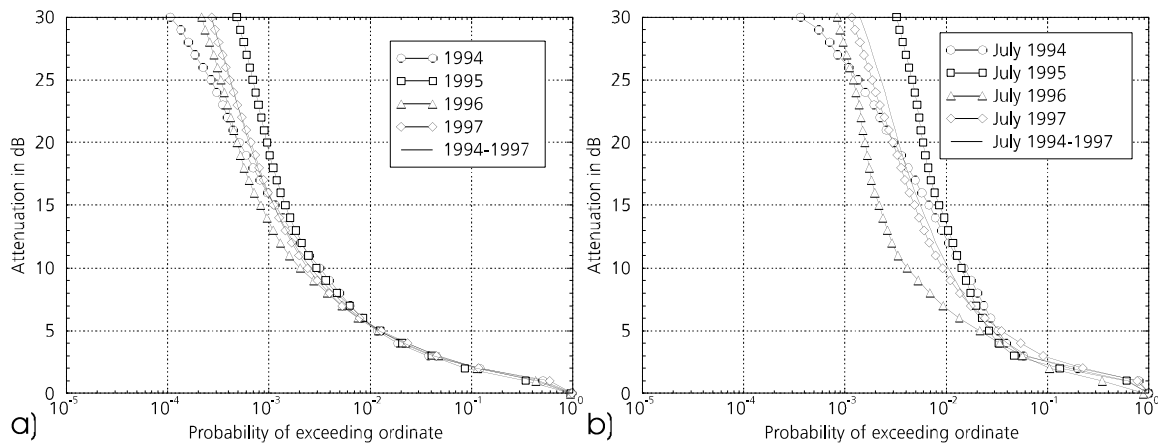 30
25
20
15
10
5
0
Attenuation in dB
1994
1995
1996
1997
1994-1997
10^-5
10^-4
10^-3
10^-2
10^-1
10^0
Probability of exceeding ordinate
a)
30
25
20
15
10
5
0
Attenuation in dB
July 1994
July 1995
July 1996
July 1997
July 1994-1997
10^-5
10^-4
10^-3
10^-2
10^-1
10^0
Probability of exceeding ordinate
b)